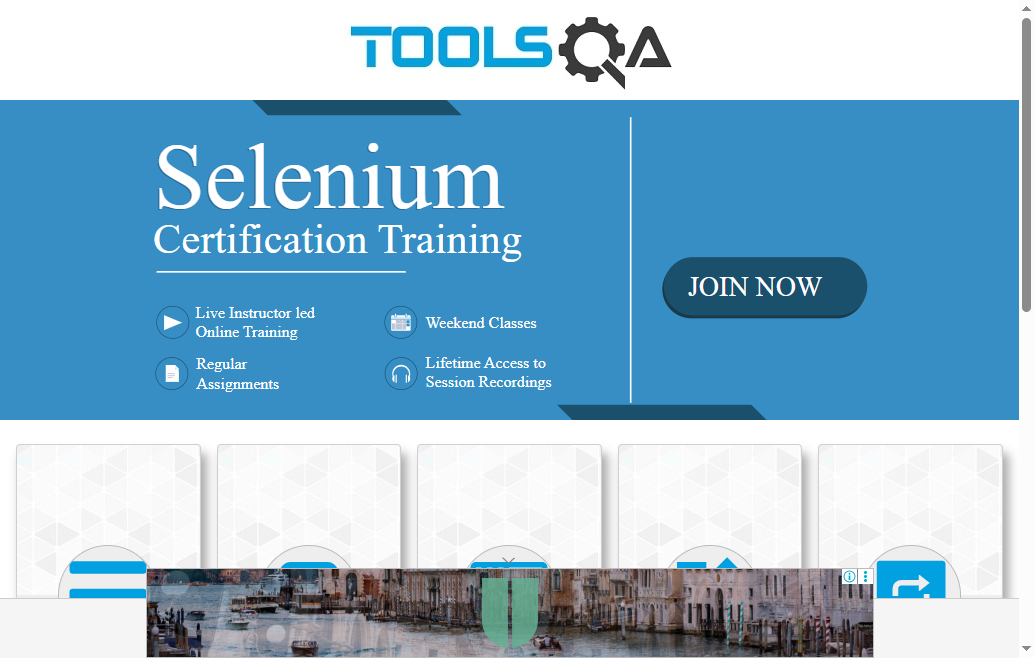 TOOLSQA
Selenium
Certification Training
Live Instructor led
Online Training
Weekend Classes
Regular
Assignments
Lifetime Access to
Session Recordings
JOIN NOW